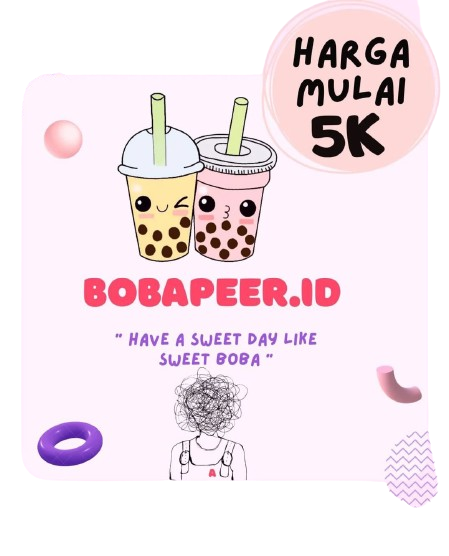 HARGA
MULAI
5K
BOBAPEER.ID
" HAVE A SWEET DAY LIKE
SWEET BOBA "
A